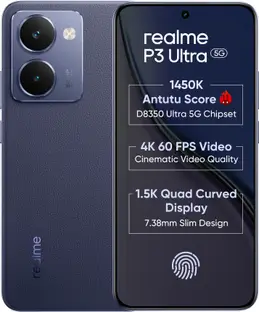 realme
P3 Ultra 5G
1450K
Antutu Score
D8350 Ultra 5G Chipset
4K 60 FPS Video
Cinematic Video Quality
1.5K Quad Curved
Display
7.38mm Slim Design
realme